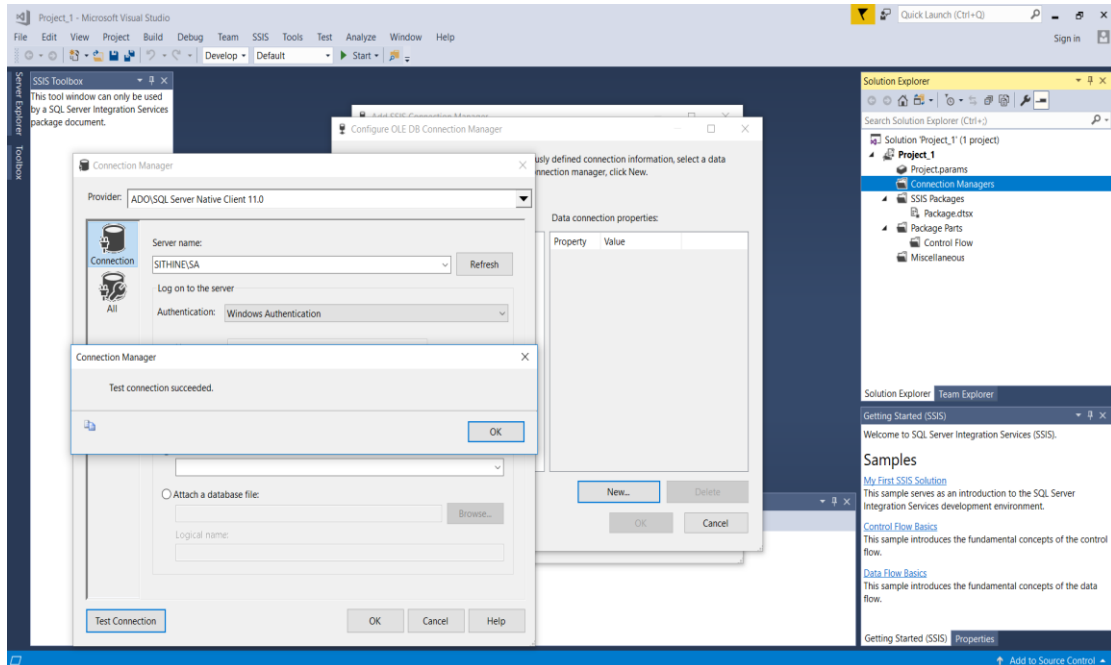 Project_1 - Microsoft Visual Studio
Quick Launch (Ctrl+Q)
File Edit View Project Build Debug Team SSIS Tools Test Analyze Window Help
Sign in
Develop Default Start
Server Explorer
Toolbox
SSIS Toolbox
This tool window can only be used
by a SQL Server Integration Services
package document.
Add SSIS Connection Manager
Configure OLE DB Connection Manager
usly defined connection information, select a data
nnection manager, click New.
Data connection properties:
Property Value
New... Delete
OK Cancel
Connection Manager
Provider: ADO\SQL Server Native Client 11.0
Connection
All
Server name:
SITHINE\SA
Refresh
Log on to the server
Authentication: Windows Authentication
Connection Manager
Test connection succeeded.
OK
Attach a database file:
Browse...
Logical name:
Test Connection OK Cancel Help
Solution Explorer
Search Solution Explorer (Ctrl+;)
Solution 'Project_1' (1 project)
Project_1
Project.params
Connection Managers
SSIS Packages
Package.dtsx
Package Parts
Control Flow
Miscellaneous
Solution Explorer Team Explorer
Getting Started (SSIS)
Welcome to SQL Server Integration Services (SSIS).
Samples
My First SSIS Solution
This sample serves as an introduction to the SQL Server
Integration Services development environment.
Control Flow Basics
This sample introduces the fundamental concepts of the control
flow.
Data Flow Basics
This sample introduces the fundamental concepts of the data
flow.
Getting Started (SSIS) Properties
Add to Source Control